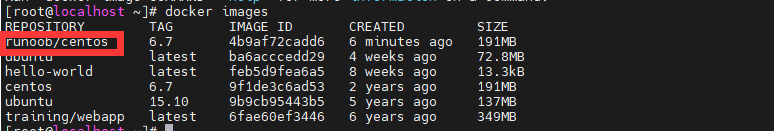 [root@localhost ~]# docker images
REPOSITORY TAG IMAGE ID CREATED SIZE
runoob/centos 6.7 4b9af72cadd6 6 minutes ago 191MB
ubuntu latest ba6acccedd29 4 weeks ago 72.8MB
hello-world latest feb5d9fea6a5 8 weeks ago 13.3kB
centos 6.7 9f1de3c6ad53 2 years ago 191MB
ubuntu 15.10 9b9cb95443b5 5 years ago 137MB
training/webapp latest 6fae60ef3446 6 years ago 349MB
[root@localhost ~]#